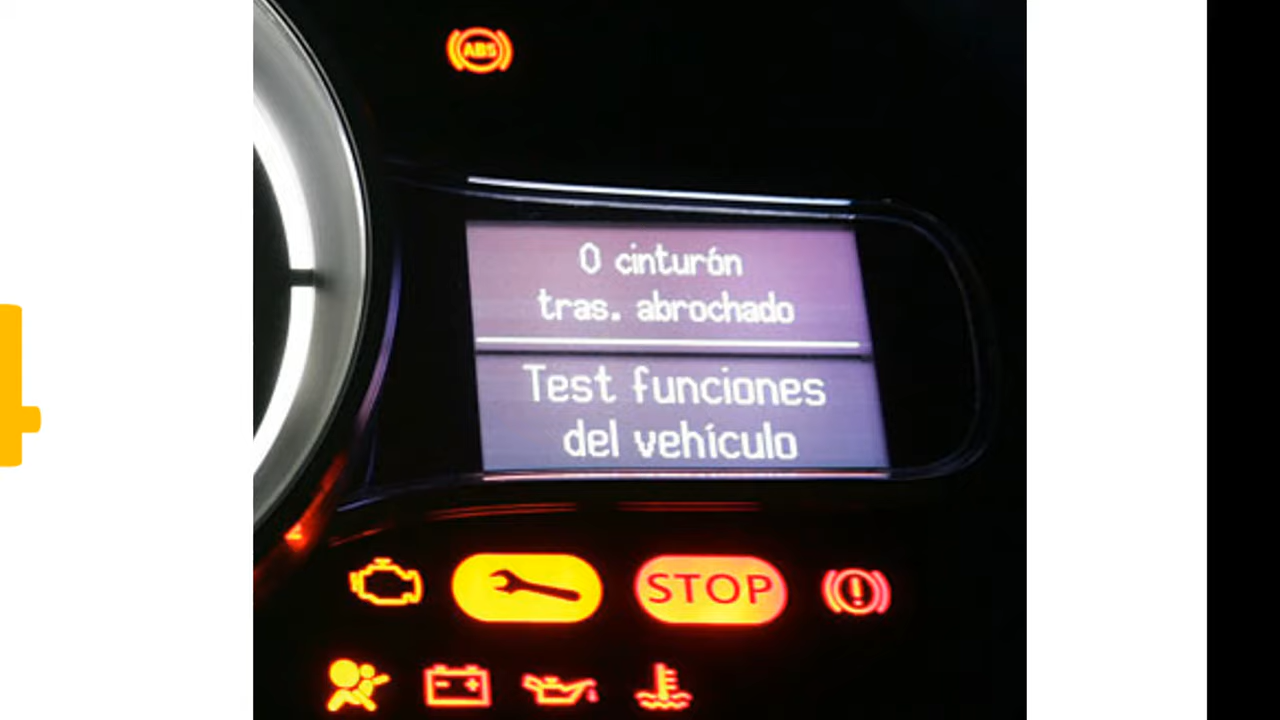 ABS
0 cinturón
tras. abrochado
Test funciones
del vehículo
STOP